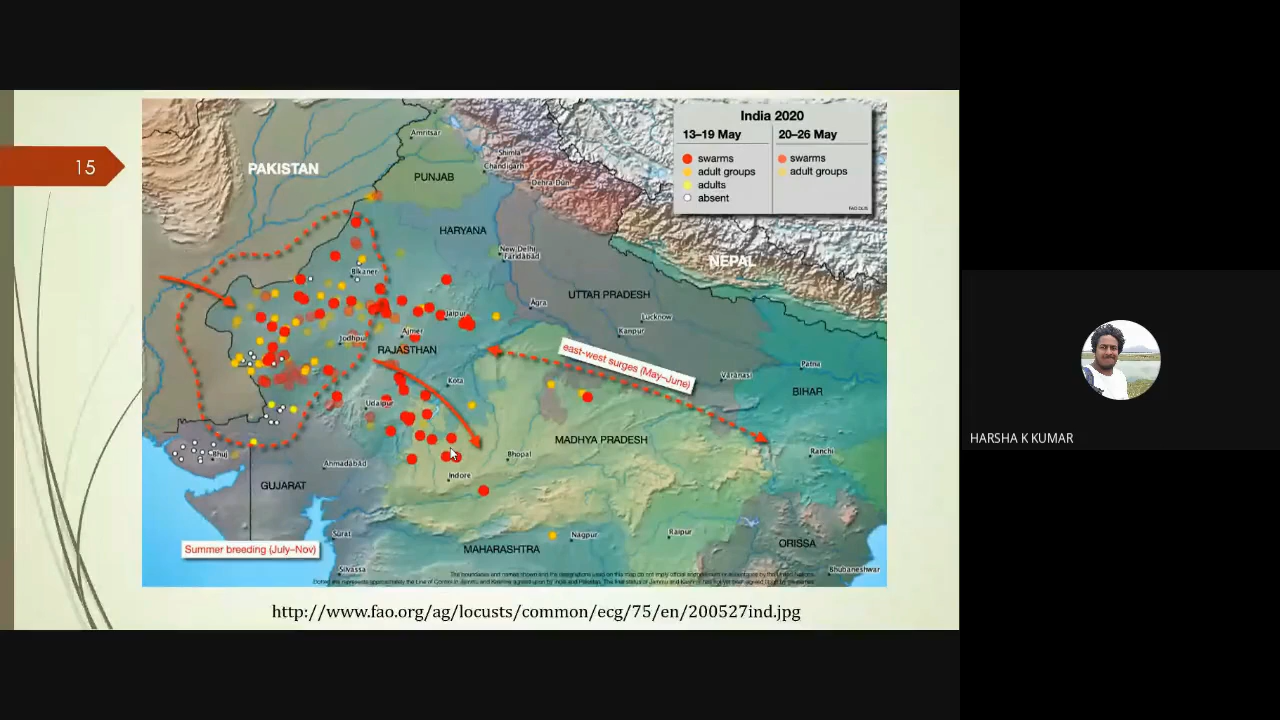 15
India 2020
13–19 May
20–26 May
swarms
adult groups
adults
absent
swarms
adult groups
PAKISTAN
Amritsar
Shimla
Chandigarh
PUNJAB
Dehra Dun
HARYANA
New Delhi
Faridābād
NEPAL
Bikaner
UTTAR PRADESH
Agra
Lucknow
Kanpur
Jaipur
Ajmer
Jodhpur
RAJASTHAN
east-west surges (May–June)
Patna
Vārānasi
BIHAR
Kota
Udaipur
MADHYA PRADESH
Ranchi
Bhuj
Bhopal
Ahmadābād
Indore
GUJARAT
Surat
Nagpur
Raipur
ORISSA
Summer breeding (July–Nov)
MAHARASHTRA
Silvassa
Bhubaneshwar
http://www.fao.org/ag/locusts/common/ecg/75/en/200527ind.jpg
HARSHA K KUMAR